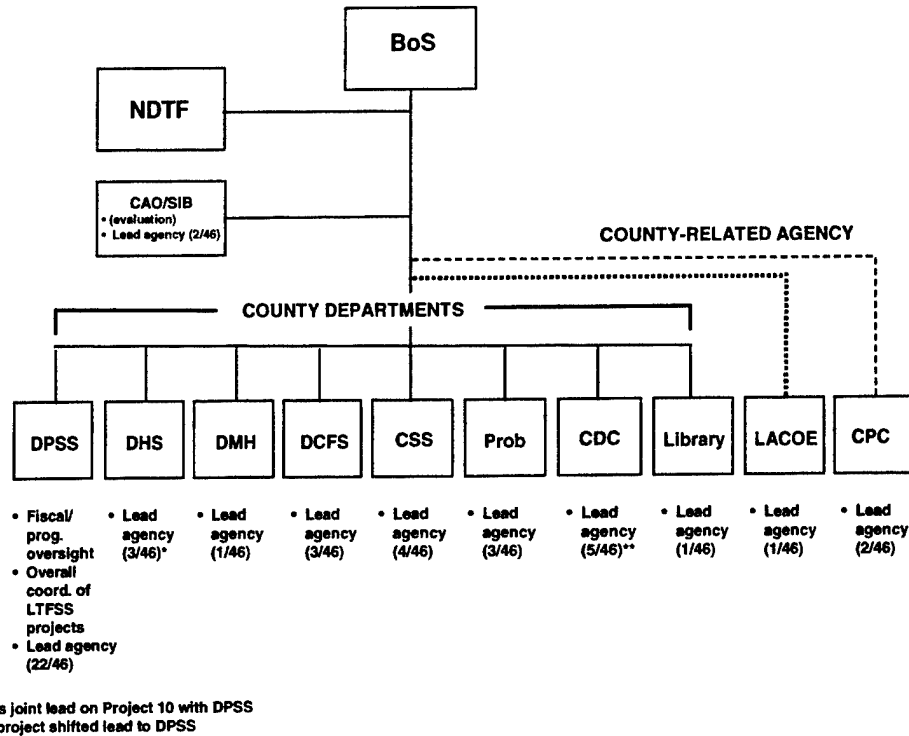 BoS
NDTF
CAO/SIB
• (evaluation)
• Lead agency (2/46)
COUNTY-RELATED AGENCY
COUNTY DEPARTMENTS
DPSS
DHS
DMH
DCFS
CSS
Prob
CDC
Library
LACOE
CPC
• Fiscal/
prog.
oversight
• Overall
coord. of
LTFSS
projects
• Lead agency
(22/46)
• Lead
agency
(3/46)*
• Lead
agency
(1/46)
• Lead
agency
(3/46)
• Lead
agency
(4/46)
• Lead
agency
(3/46)
• Lead
agency
(5/46)**
• Lead
agency
(1/46)
• Lead
agency
(1/46)
• Lead
agency
(2/46)
s joint lead on Project 10 with DPSS
project shifted lead to DPSS